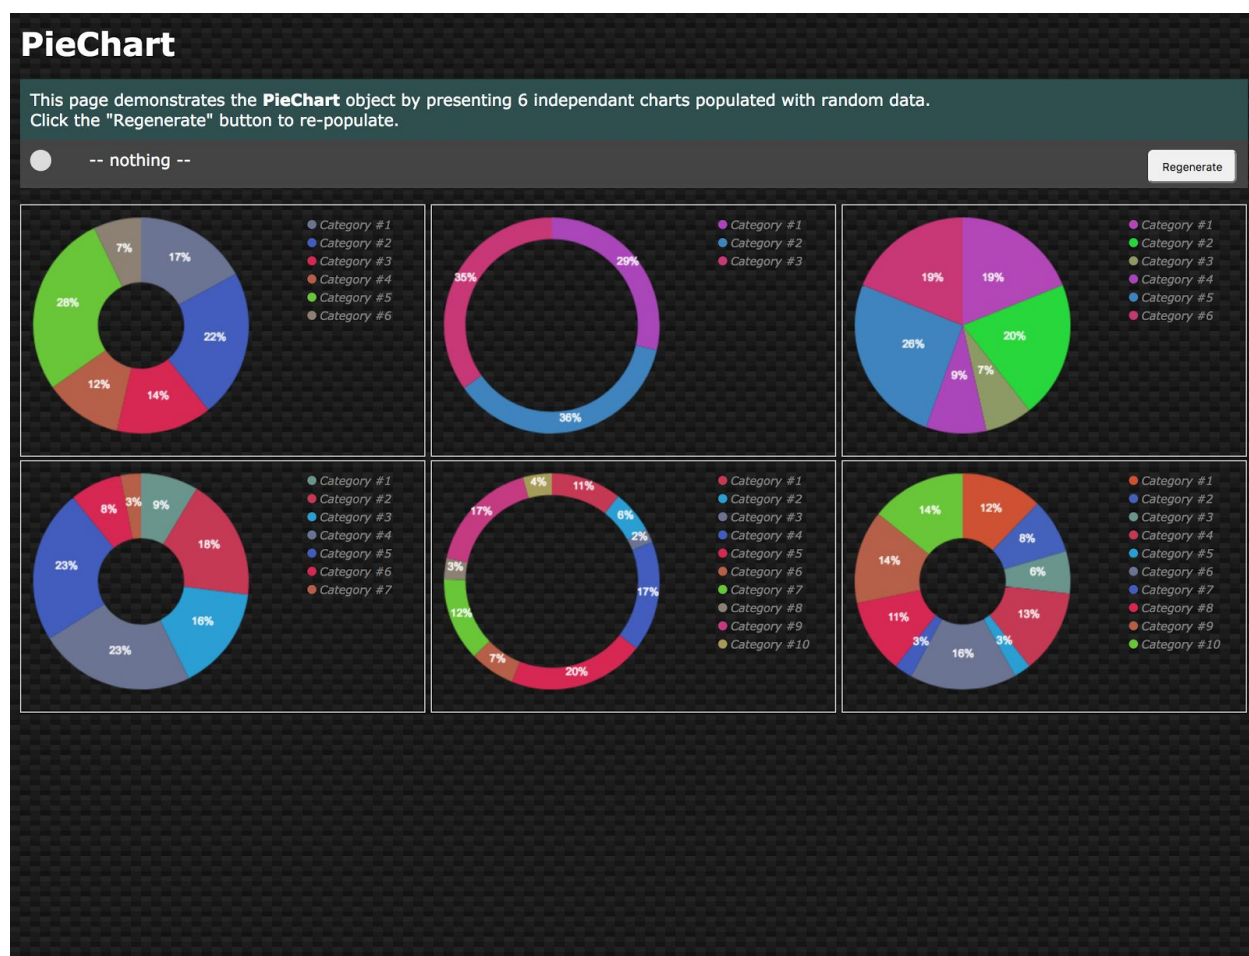 PieChart
This page demonstrates the PieChart object by presenting 6 independant charts populated with random data.
Click the "Regenerate" button to re-populate.
-- nothing --
Regenerate
17%
22%
14%
12%
28%
7%
Category #1
Category #2
Category #3
Category #4
Category #5
Category #6
29%
36%
35%
Category #1
Category #2
Category #3
19%
20%
7%
9%
26%
19%
Category #1
Category #2
Category #3
Category #4
Category #5
Category #6
9%
18%
16%
23%
23%
8%
3%
Category #1
Category #2
Category #3
Category #4
Category #5
Category #6
Category #7
11%
6%
2%
17%
20%
7%
12%
3%
17%
4%
Category #1
Category #2
Category #3
Category #4
Category #5
Category #6
Category #7
Category #8
Category #9
Category #10
12%
8%
6%
13%
3%
16%
3%
11%
14%
14%
Category #1
Category #2
Category #3
Category #4
Category #5
Category #6
Category #7
Category #8
Category #9
Category #10